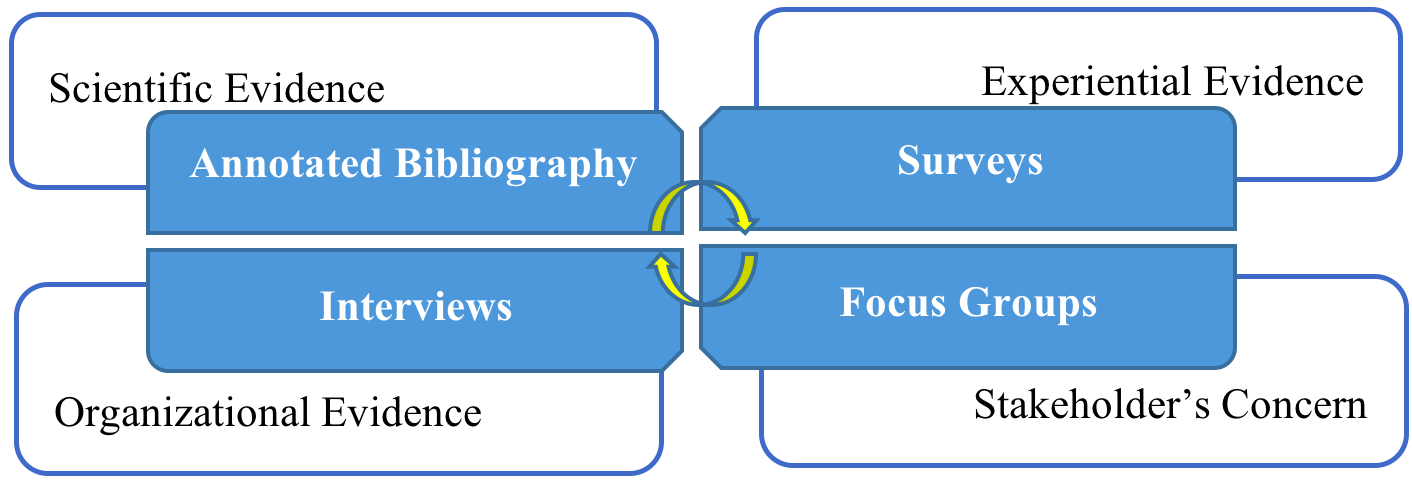 Scientific Evidence
Experiential Evidence
Annotated Bibliography
Surveys
Interviews
Focus Groups
Organizational Evidence
Stakeholder’s Concern